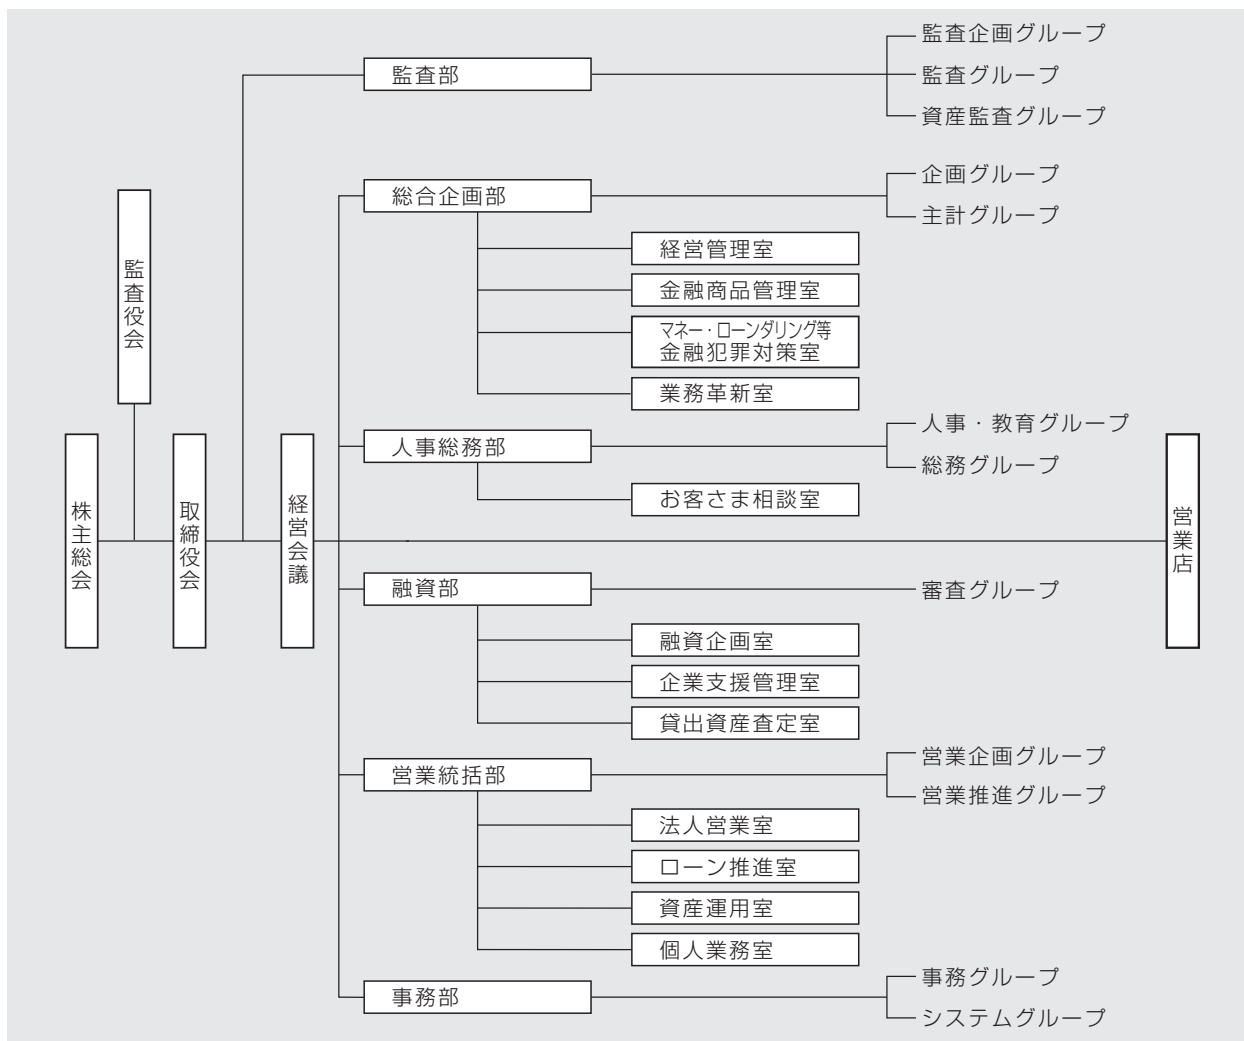 監査企画グループ
監査部
監査グループ
資産監査グループ
企画グループ
総合企画部
主計グループ
経営管理室
金融商品管理室
マネー・ローンダリング等
金融犯罪対策室
業務革新室
監査役会
人事・教育グループ
人事総務部
総務グループ
お客さま相談室
株主総会
取締役会
経営会議
営業店
融資部
審査グループ
融資企画室
企業支援管理室
貸出資産査定室
営業企画グループ
営業統括部
営業推進グループ
法人営業室
ローン推進室
資産運用室
個人業務室
事務グループ
事務部
システムグループ